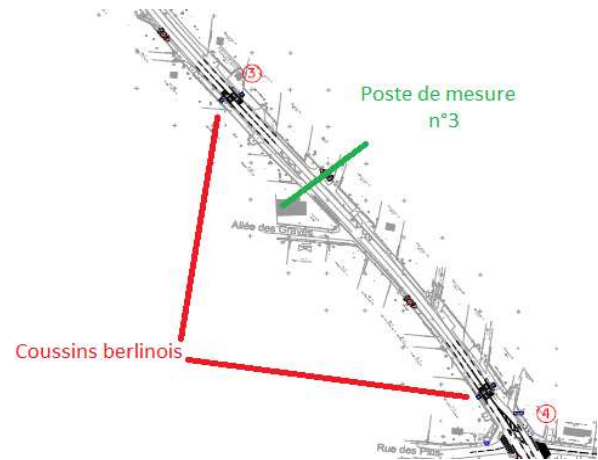 ③
Poste de mesure
n°3
Allée des Graves
Coussins berlinois
④
Rue des Pins